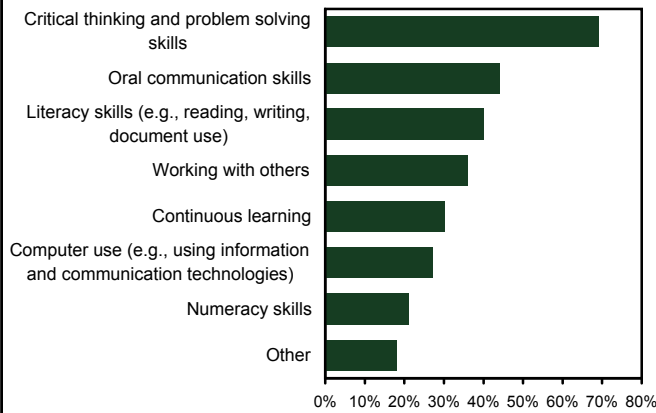 Critical thinking and problem solving
skills
Oral communication skills
Literacy skills (e.g., reading, writing,
document use)
Working with others
Continuous learning
Computer use (e.g., using information
and communication technologies)
Numeracy skills
Other
0% 10% 20% 30% 40% 50% 60% 70% 80%